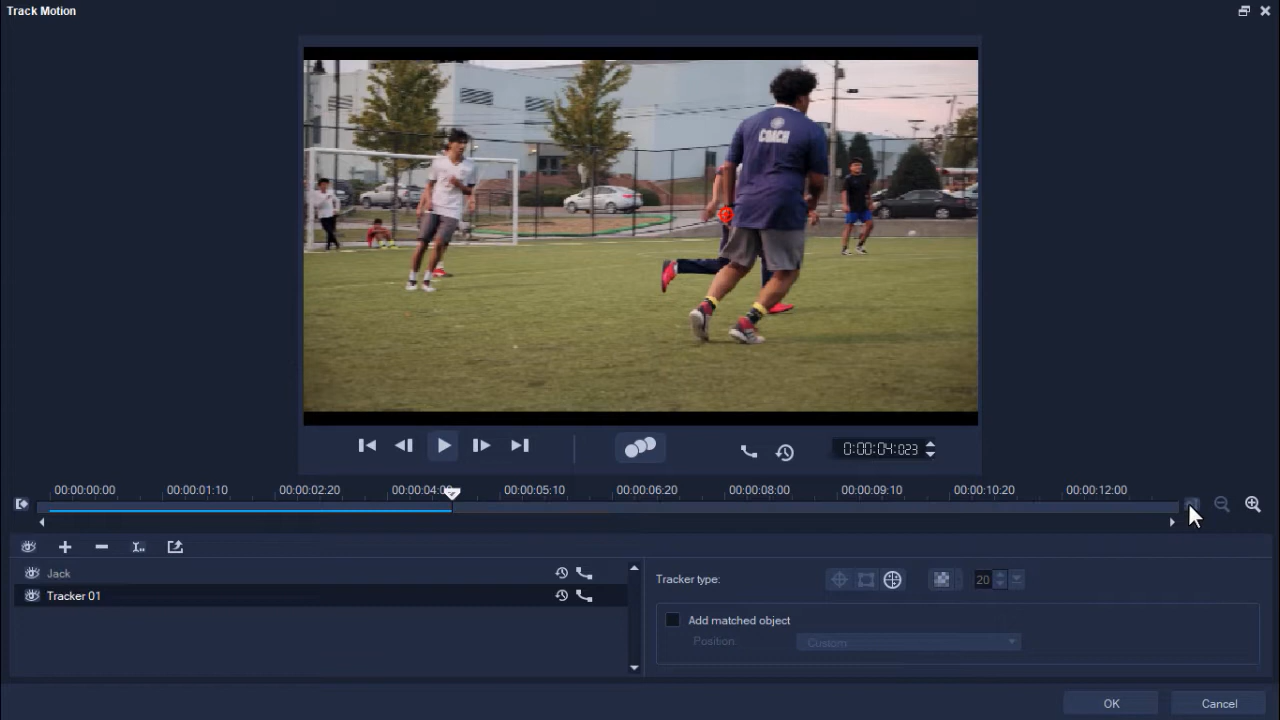 Track Motion
COACH
0:00:04:023
00:00:00:00 00:00:01:10 00:00:02:20 00:00:04:00 00:00:05:10 00:00:06:20 00:00:08:00 00:00:09:10 00:00:10:20 00:00:12:00
Jack
Tracker 01
Tracker type:
20
Add matched object
Position:
Custom
OK
Cancel